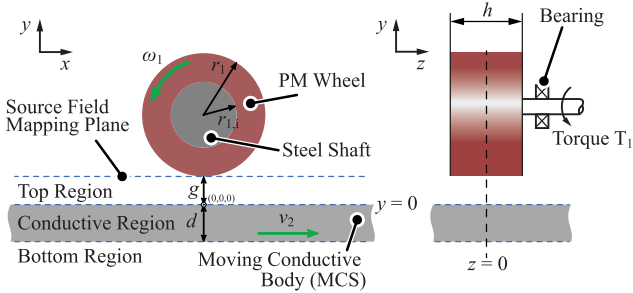 y
x
ω₁
r₁
r₁,ᵢ
PM Wheel
Steel Shaft
Source Field
Mapping Plane
Top Region
g
(0,0,0)
Conductive Region
d
v₂
Bottom Region
Moving Conductive
Body (MCS)
y = 0
y
z
h
Bearing
Torque T₁
z = 0